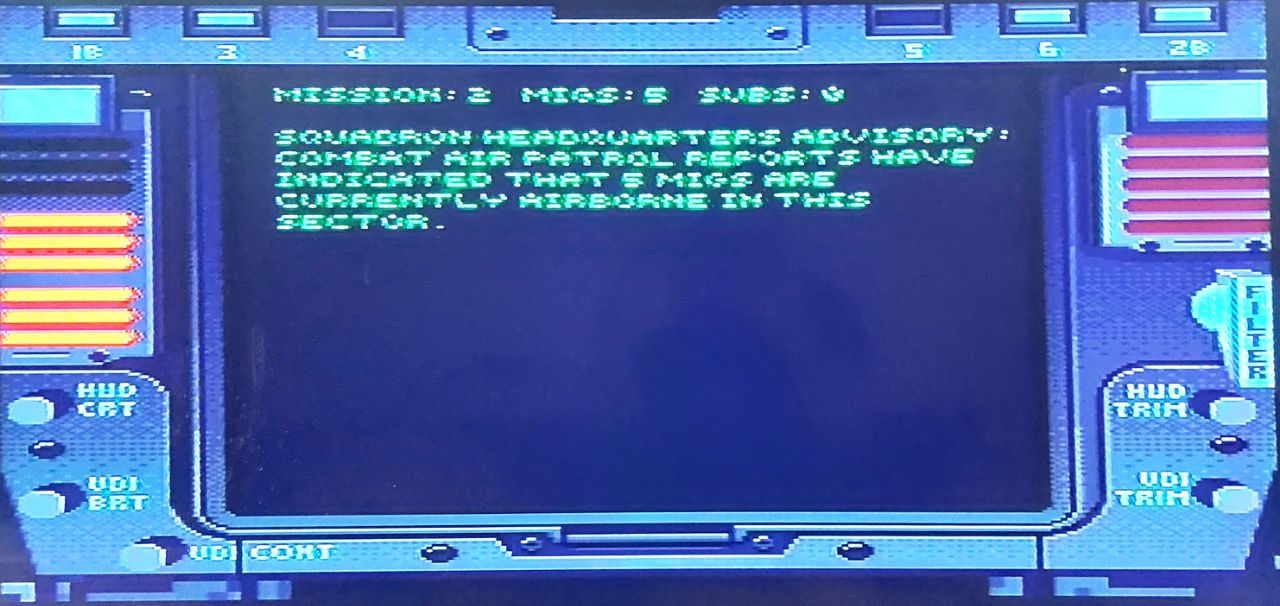 1B 3 4 5 6 2B
MISSION: 2 MIGS: 5 SUBS: 0
SQUADRON HEADQUARTERS ADVISORY:
COMBAT AIR PATROL REPORTS HAVE
INDICATED THAT 5 MIGS ARE
CURRENTLY AIRBORNE IN THIS
SECTOR.
FILTER
HUD
CRT
HUD
TRIM
VDI
BRT
VDI
TRIM
VDI CONT